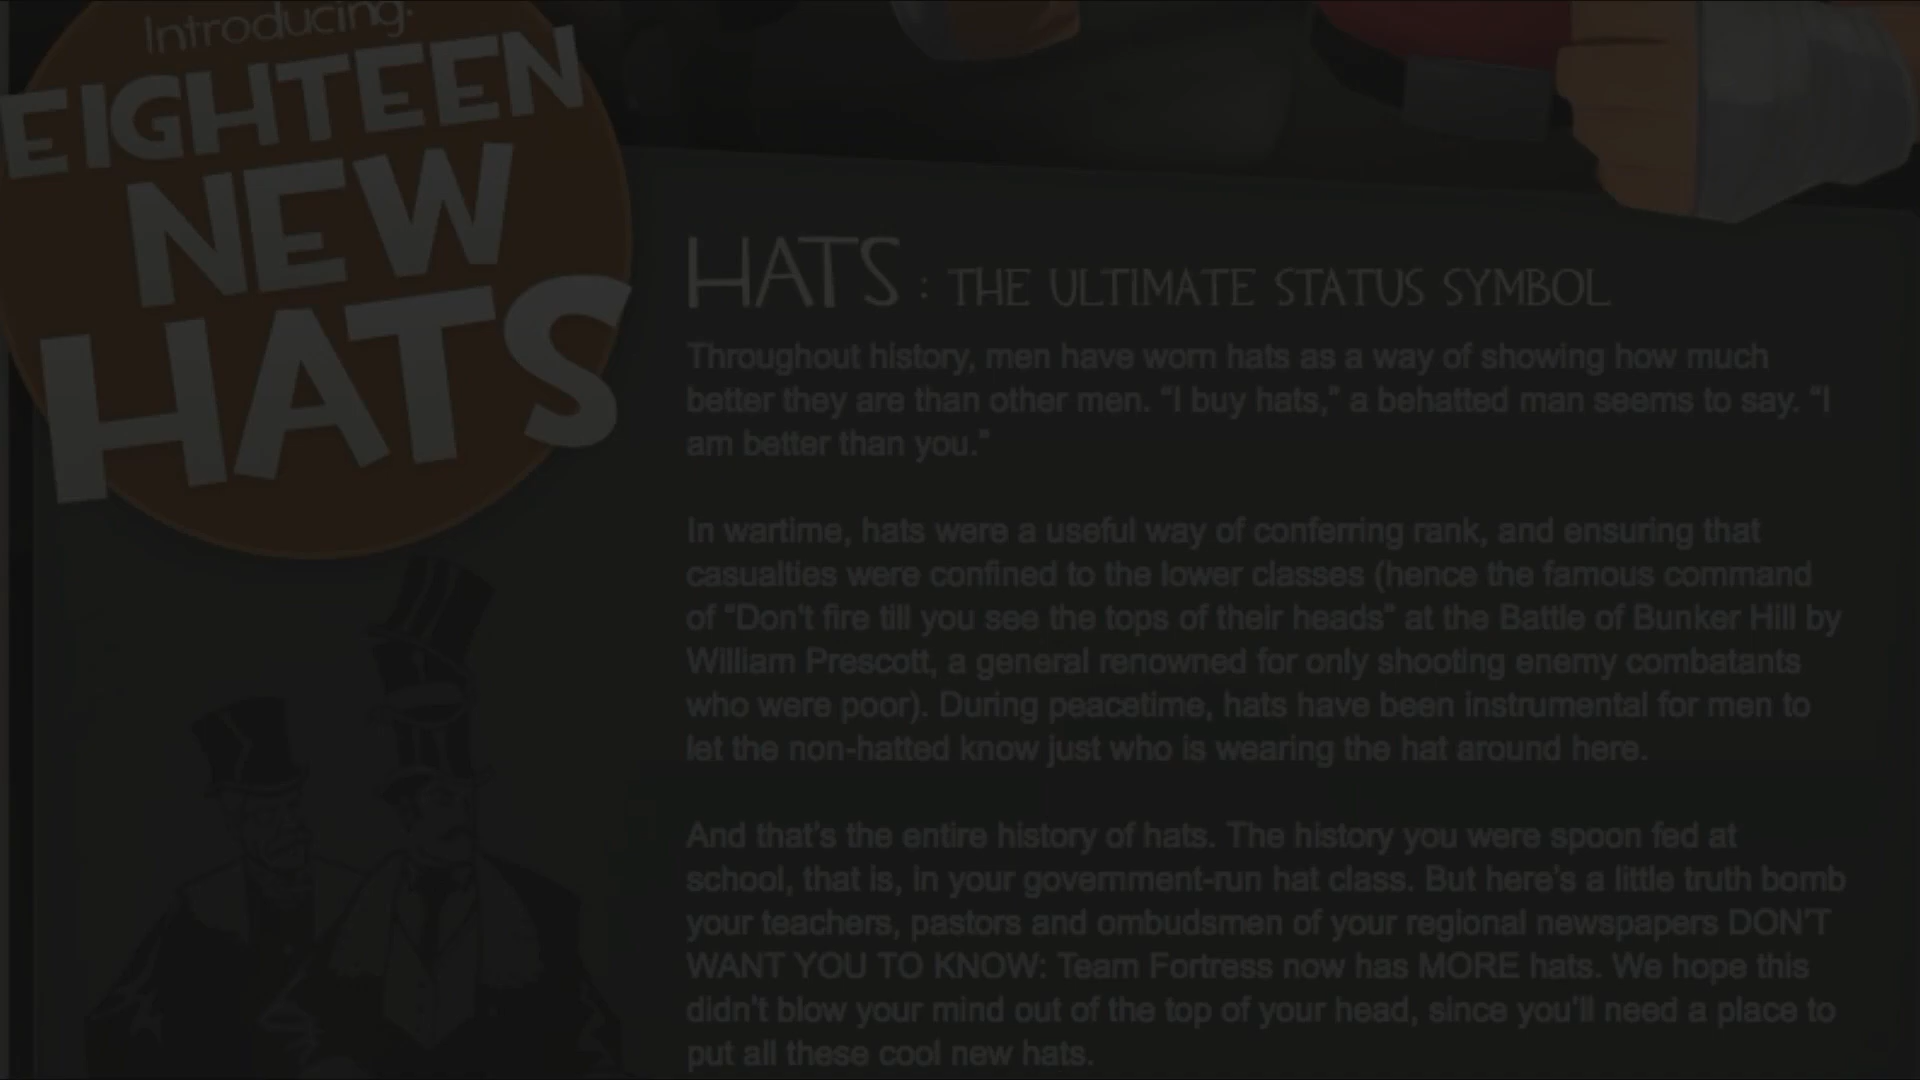 Introducing:
EIGHTEEN
NEW
HATS
HATS : THE ULTIMATE STATUS SYMBOL
Throughout history, men have worn hats as a way of showing how much
better they are than other men. “I buy hats,” a behatted man seems to say. “I
am better than you.”
In wartime, hats were a useful way of conferring rank, and ensuring that
casualties were confined to the lower classes (hence the famous command
of “Don't fire till you see the tops of their heads” at the Battle of Bunker Hill by
William Prescott, a general renowned for only shooting enemy combatants
who were poor). During peacetime, hats have been instrumental for men to
let the non-hatted know just who is wearing the hat around here.
And that’s the entire history of hats. The history you were spoon fed at
school, that is, in your government-run hat class. But here's a little truth bomb
your teachers, pastors and ombudsmen of your regional newspapers DON'T
WANT YOU TO KNOW: Team Fortress now has MORE hats. We hope this
didn't blow your mind out of the top of your head, since you'll need a place to
put all these cool new hats.